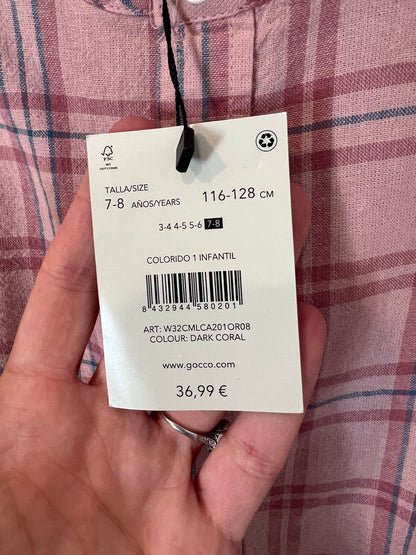 FSC
TALLA/SIZE
7-8 AÑOS/YEARS 116-128 CM
3-4 4-5 5-6 7-8
COLORIDO 1 INFANTIL
8 432944 580201
ART: W32CMLCA201OR08
COLOUR: DARK CORAL
www.gocco.com
36,99 €